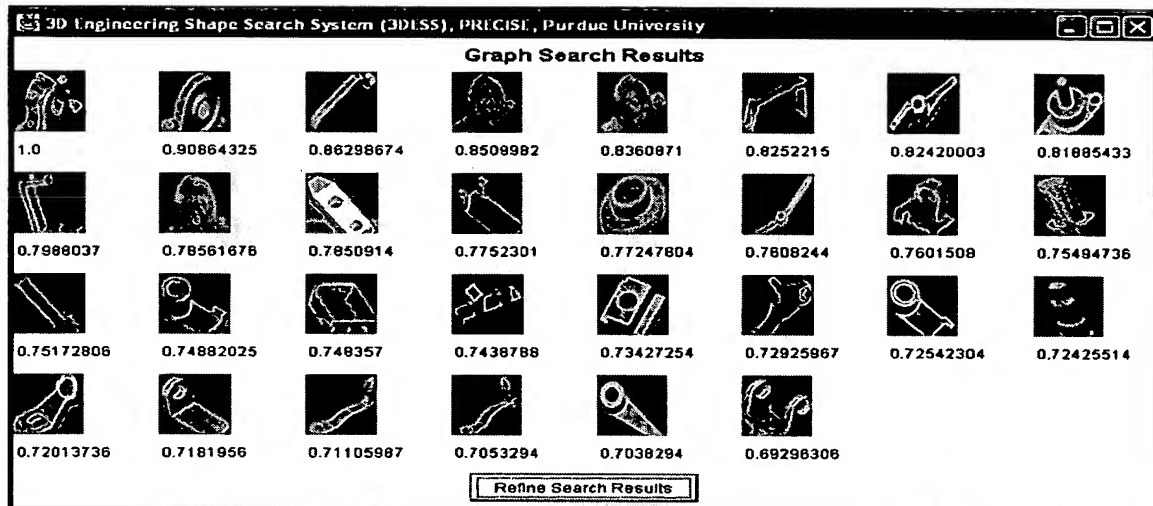 3D Engineering Shape Search System (3DESS), PRECISE, Purdue University
Graph Search Results
1.0 0.90864325 0.86298674 0.8509982 0.8360871 0.8252215 0.82420003 0.81885433
0.7988037 0.78561678 0.7850914 0.7752301 0.77247804 0.7608244 0.7601508 0.75494736
0.75172806 0.74882025 0.748357 0.7438788 0.73427254 0.72925967 0.72542304 0.72425514
0.72013736 0.7181956 0.71105987 0.7053294 0.7038294 0.69296306
Refine Search Results